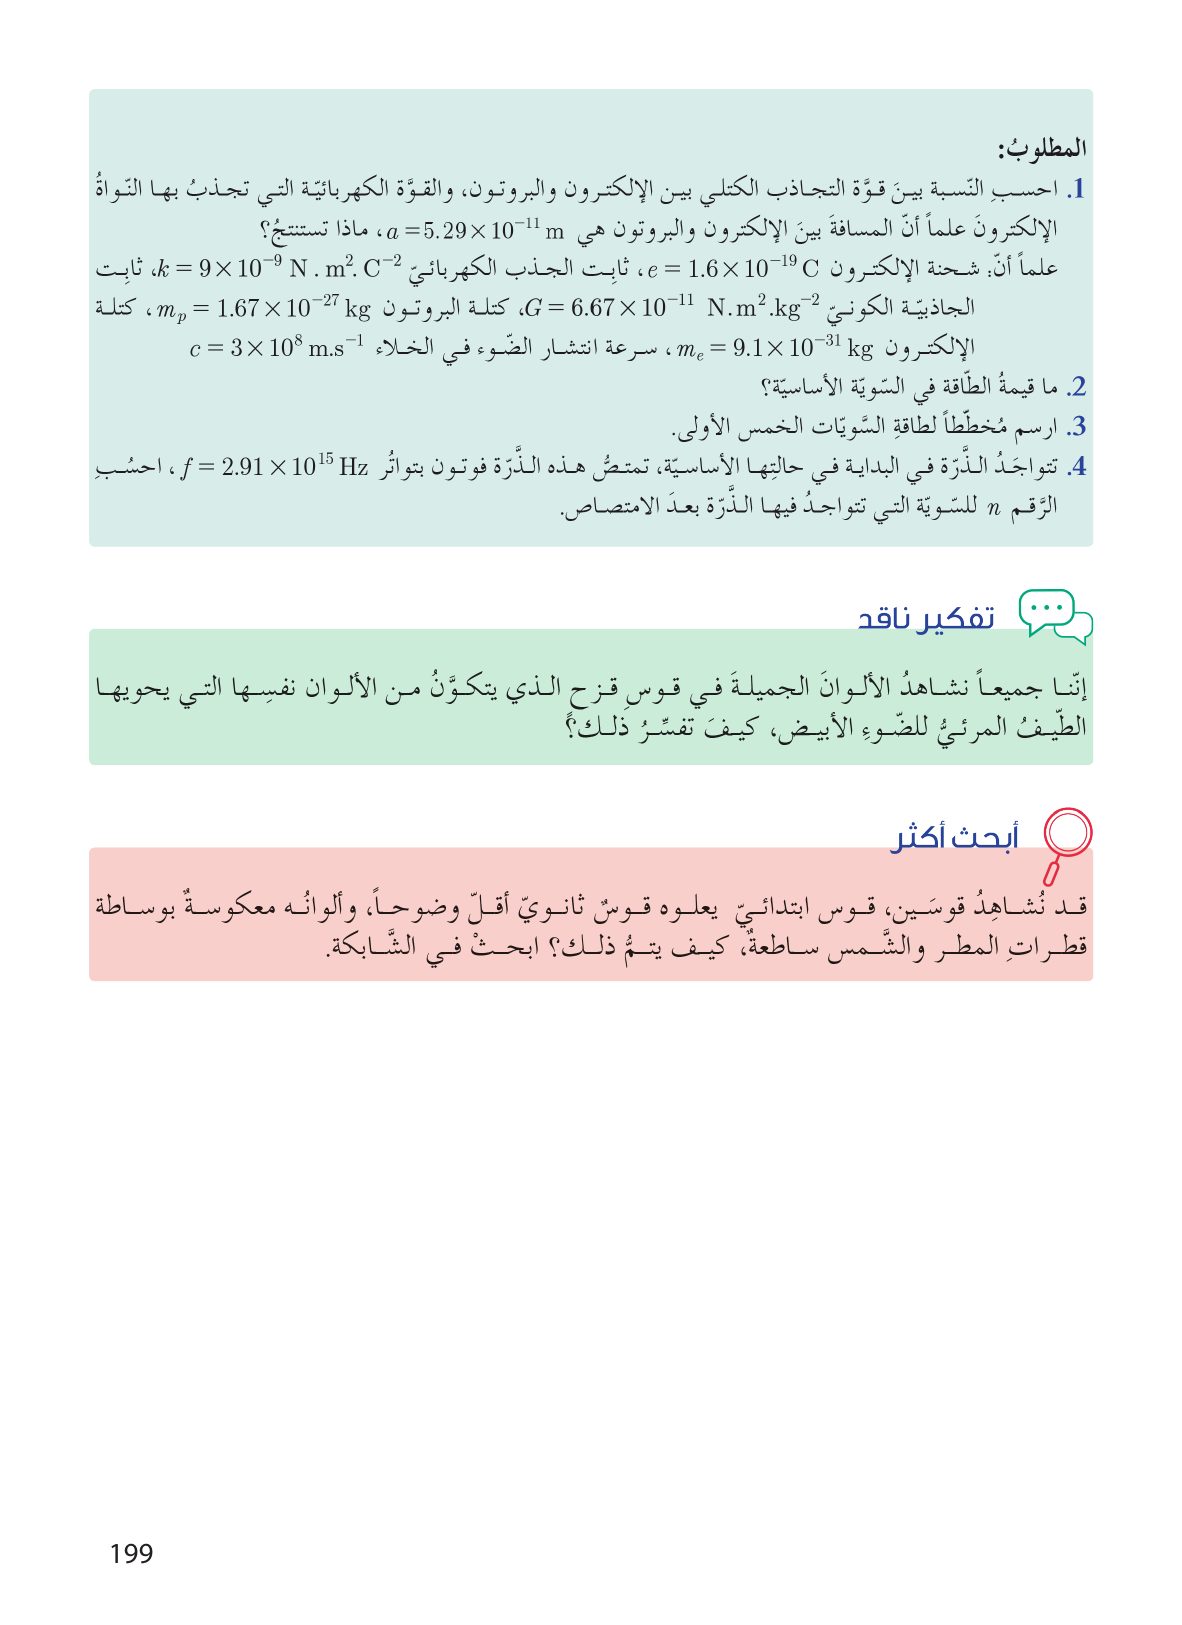 المطلوبُ:
1. احسبِ النّسبة بينَ قوَّة التجاذب الكتلي بين الإلكترون والبروتون، والقوَّة الكهربائيّة التي تجذبُ بها النّواةُ
الإلكترونَ علماً أنّ المسافةَ بينَ الإلكترون والبروتون هي a = 5.29 × 10⁻¹¹ m، ماذا تستنتجُ؟
علماً أنّ: شحنة الإلكترون e = 1.6 × 10⁻¹⁹ C، ثابِت الجذب الكهربائيّ k = 9 × 10⁻⁹ N . m². C⁻²، ثابِت
الجاذبيّة الكونيّ G = 6.67 × 10⁻¹¹ N. m² .kg⁻²، كتلة البروتون m_p = 1.67 × 10⁻²⁷ kg، كتلة
الإلكترون m_e = 9.1 × 10⁻³¹ kg، سرعة انتشار الضّوء في الخلاء c = 3 × 10⁸ m.s⁻¹
2. ما قيمةُ الطّاقة في السّويّة الأساسيّة؟
3. ارسم مُخطّطاً لطاقةِ السَّويّات الخمس الأولى.
4. تتواجَدُ الذَّرّة في البداية في حالتِها الأساسيّة، تمتصُّ هذه الذَّرّة فوتون بتواتُر f = 2.91 × 10¹⁵ Hz، احسُبِ
الرَّقم n للسّويّة التي تتواجدُ فيها الذَّرّة بعدَ الامتصاص.
تفكير ناقد
إنّنا جميعاً نشاهدُ الألوانَ الجميلةَ في قوسِ قزحٍ الذي يتكوَّنُ من الألوان نفسِها التي يحويها
الطّيفُ المرئيُّ للضّوءِ الأبيض، كيفَ تفسِّرُ ذلك؟
أبحث أكثر
قد نُشاهِدُ قوسَين، قوس ابتدائيّ يعلوه قوسٌ ثانويّ أقلّ وضوحاً، وألوانُه معكوسةٌ بوساطة
قطراتِ المطر والشَّمس ساطعةٌ، كيف يتمُّ ذلك؟ ابحثْ في الشَّابكة.
199